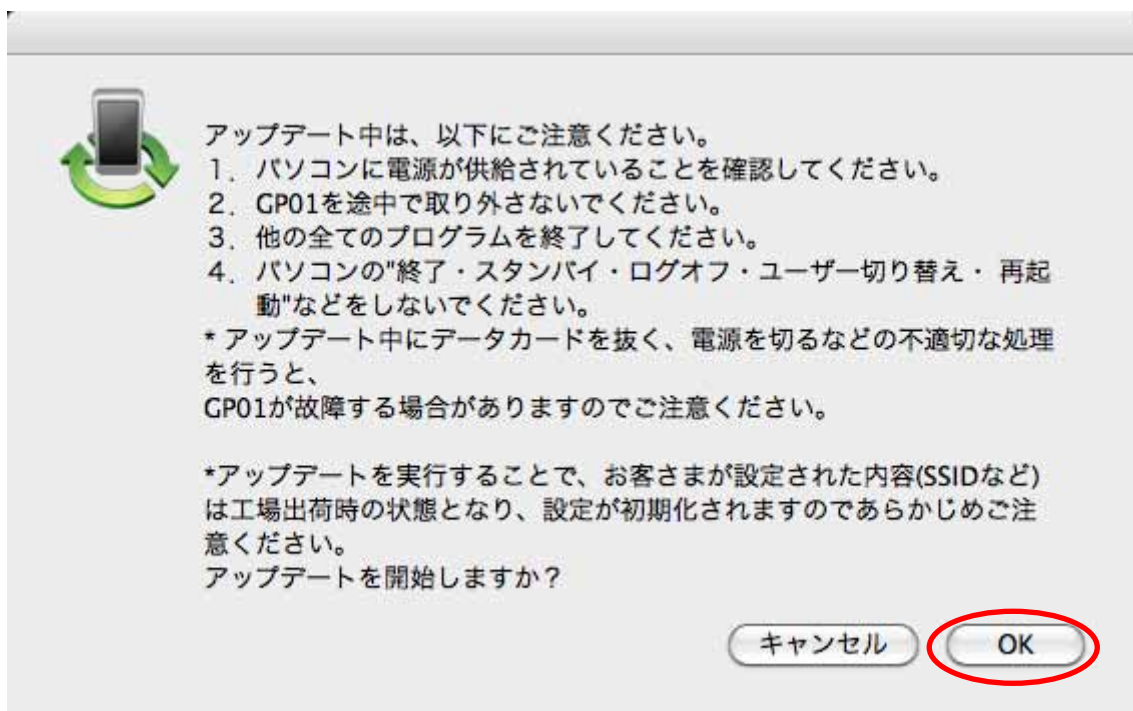 アップデート中は、以下にご注意ください。
1．パソコンに電源が供給されていることを確認してください。
2．GP01を途中で取り外さないでください。
3．他の全てのプログラムを終了してください。
4．パソコンの"終了・スタンバイ・ログオフ・ユーザー切り替え・ 再起
動"などをしないでください。
* アップデート中にデータカードを抜く、電源を切るなどの不適切な処理
を行うと、
GP01が故障する場合がありますのでご注意ください。
*アップデートを実行することで、お客さまが設定された内容(SSIDなど)
は工場出荷時の状態となり、設定が初期化されますのであらかじめご注
意ください。
アップデートを開始しますか？
キャンセル OK